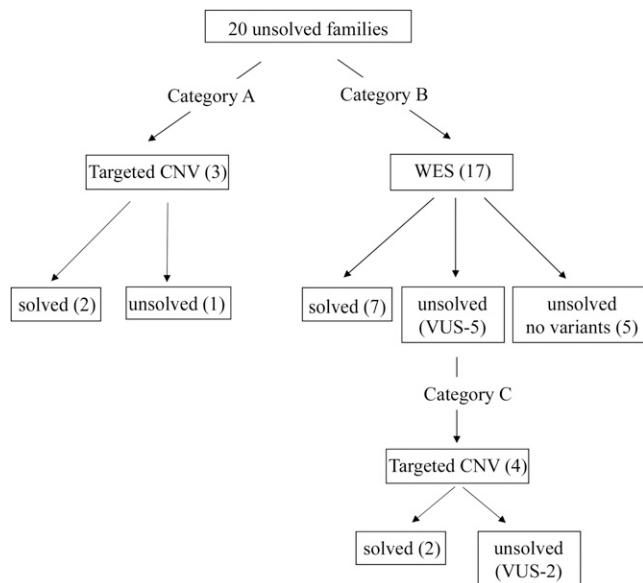 20 unsolved families
Category A
Category B
Targeted CNV (3)
WES (17)
solved (2)
unsolved (1)
solved (7)
unsolved
(VUS-5)
unsolved
no variants (5)
Category C
Targeted CNV (4)
solved (2)
unsolved
(VUS-2)